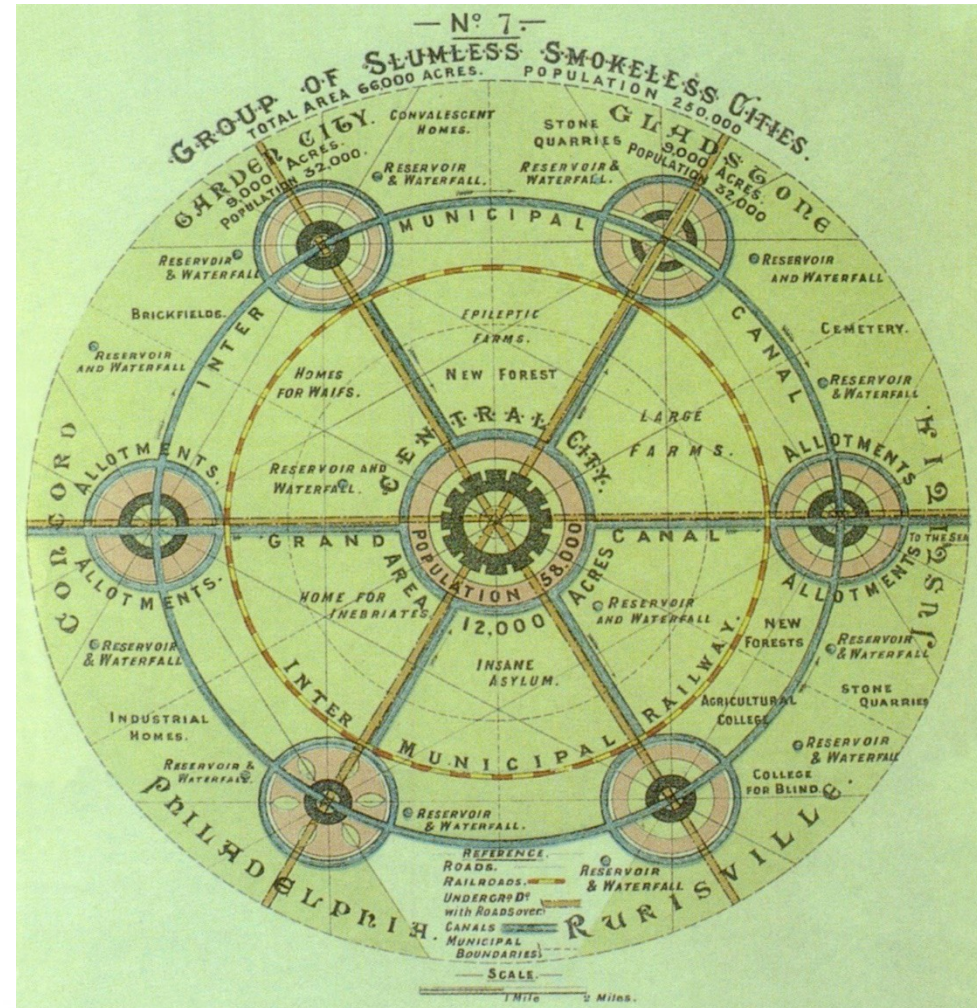 —Nº 7.—
GROUP OF SLUMLESS SMOKELESS CITIES.
TOTAL AREA 66,000 ACRES. POPULATION 250,000
GARDEN CITY.
9,000 ACRES.
POPULATION 32,000.
CONVALESCENT
HOMES.
STONE
QUARRIES
GLADSTONE
9,000 ACRES.
POPULATION
32,000
RESERVOIR
& WATERFALL.
RESERVOIR &
WATERFALL.
RESERVOIR
& WATERFALL
RESERVOIR
AND WATERFALL
INTER MUNICIPAL CANAL
BRICKFIELDS.
EPILEPTIC
FARMS.
CEMETERY.
RESERVOIR
AND WATERFALL
HOMES
FOR WAIFS.
NEW FOREST
RESERVOIR
& WATERFALL
LARGE
FARMS.
CENTRAL CITY.
CONCORD
ALLOTMENTS.
RESERVOIR AND
WATERFALL.
ALLOTMENTS
GRAND CANAL
POPULATION 58,000
TO THE SEA
AREA
12,000
ACRES
ALLOTMENTS.
ALLOTMENTS
HOME FOR
INEBRIATES.
RESERVOIR
AND WATERFALL
NEW
FORESTS
RESERVOIR
& WATERFALL
RESERVOIR
& WATERFALL
INSANE
ASYLUM.
STONE
QUARRIES
INDUSTRIAL
HOMES.
AGRICULTURAL
COLLEGE
INTER MUNICIPAL RAILWAY.
RESERVOIR
& WATERFALL
RESERVOIR &
WATERFALL
COLLEGE
FOR BLIND.
RESERVOIR
& WATERFALL.
PHILADELPHIA.
RURISVILLE.
REFERENCE.
ROADS.
RAILROADS.
UNDERGRD Dº
with ROADS over
CANALS
MUNICIPAL
BOUNDARIES
RESERVOIR
& WATERFALL
—SCALE.—
1 Mile 2 Miles.